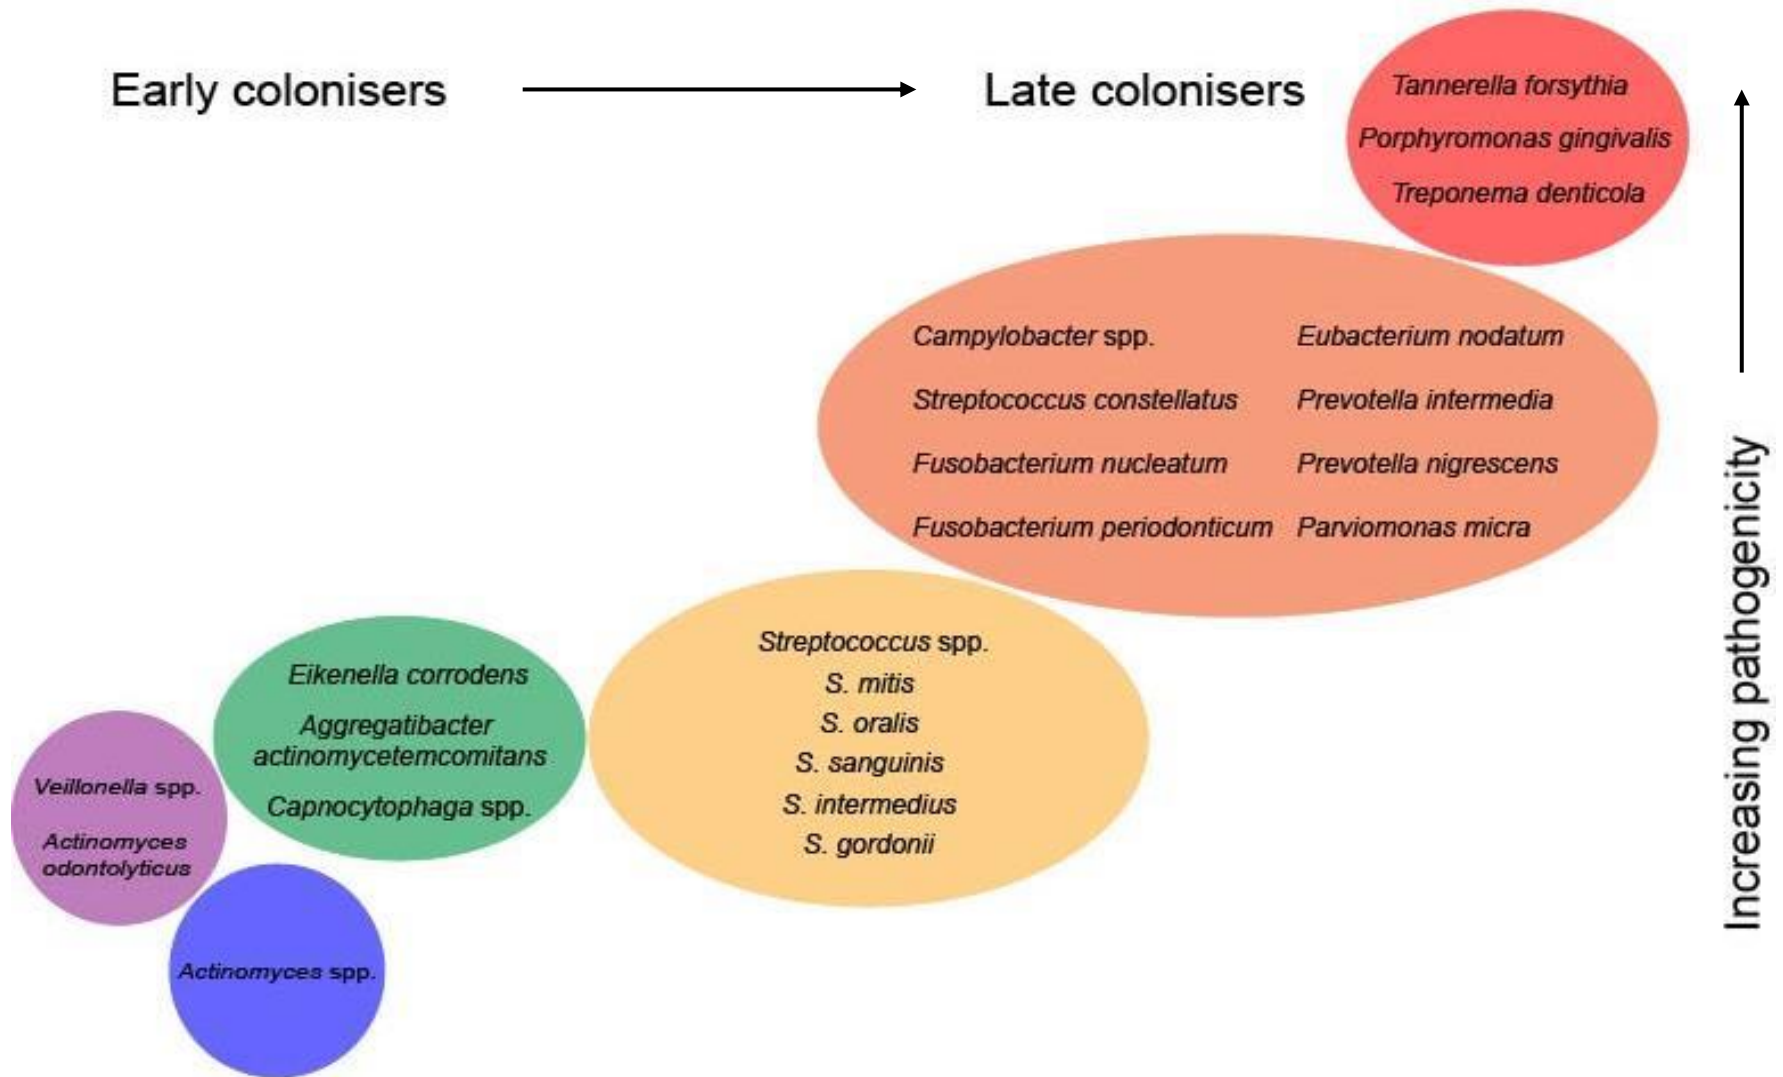 Early colonisers
Late colonisers
Tannerella forsythia
Porphyromonas gingivalis
Treponema denticola
Campylobacter spp.
Streptococcus constellatus
Fusobacterium nucleatum
Fusobacterium periodonticum
Eubacterium nodatum
Prevotella intermedia
Prevotella nigrescens
Parviomonas micra
Streptococcus spp.
S. mitis
S. oralis
S. sanguinis
S. intermedius
S. gordonii
Eikenella corrodens
Aggregatibacter
actinomycetemcomitans
Capnocytophaga spp.
Veillonella spp.
Actinomyces
odontolyticus
Actinomyces spp.
Increasing pathogenicity